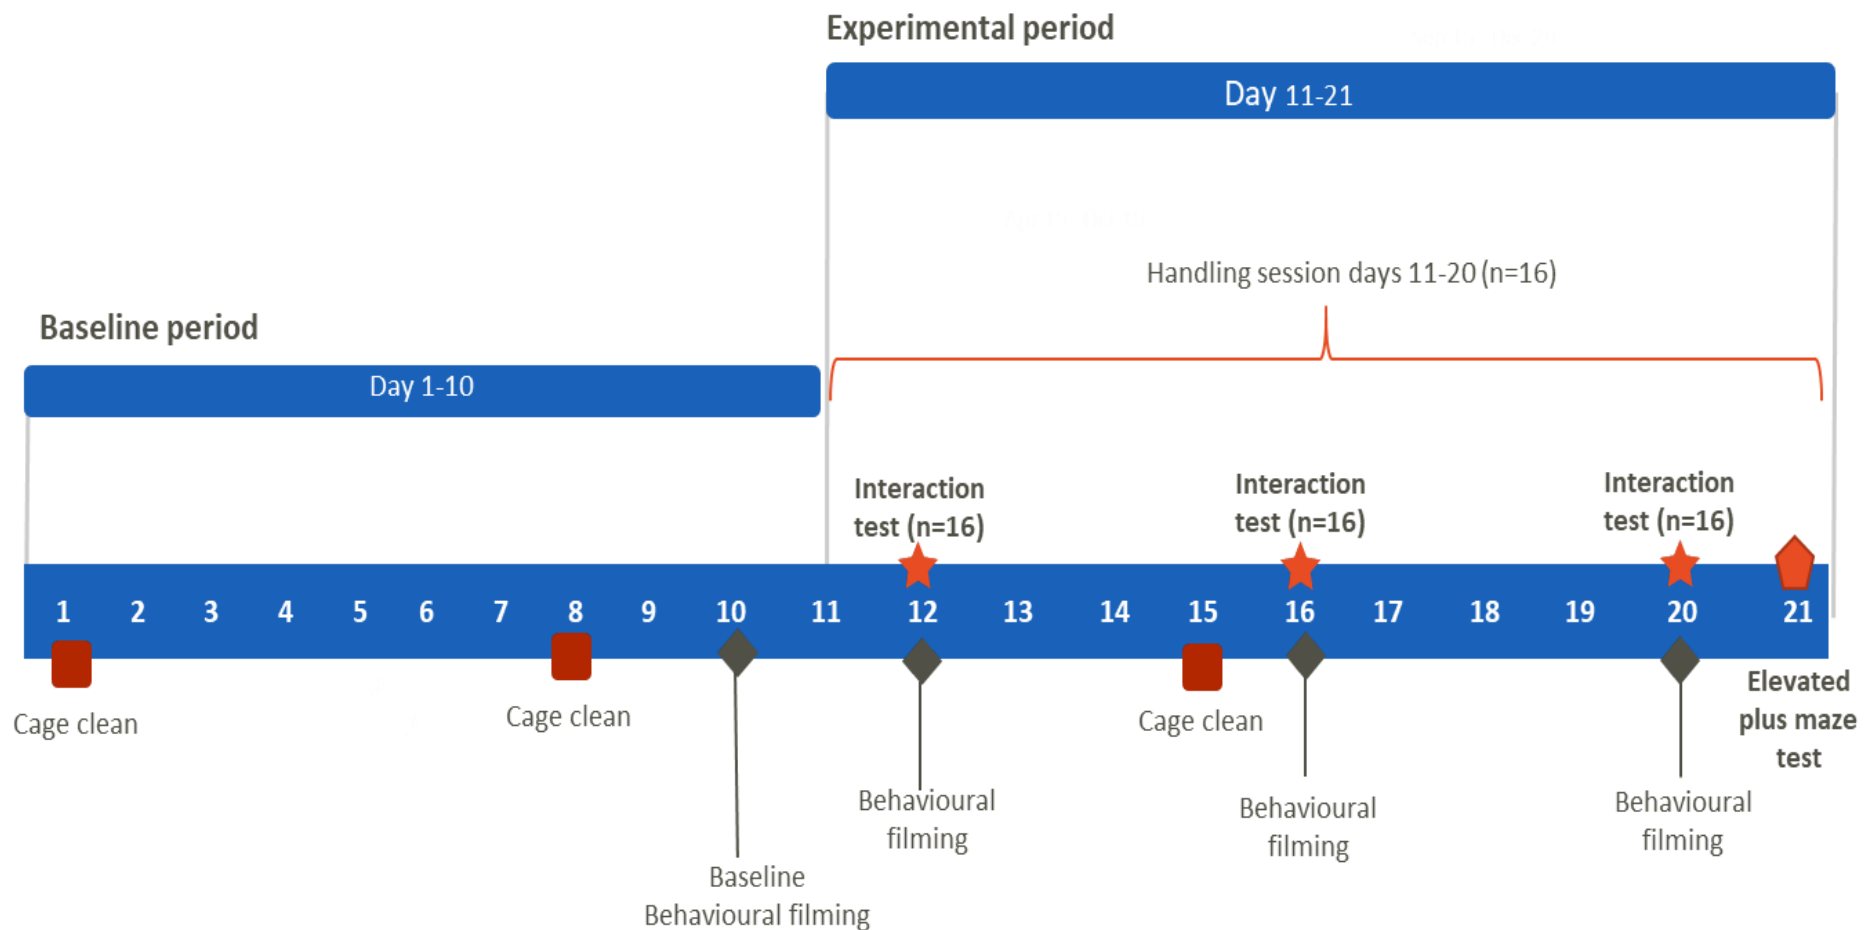 Experimental period
Day 11-21
Handling session days 11-20 (n=16)
Baseline period
Day 1-10
Interaction
test (n=16)
Interaction
test (n=16)
Interaction
test (n=16)
1 2 3 4 5 6 7 8 9 10 11 12 13 14 15 16 17 18 19 20 21
Cage clean
Cage clean
Cage clean
Elevated
plus maze
test
Behavioural
filming
Behavioural
filming
Behavioural
filming
Baseline
Behavioural filming